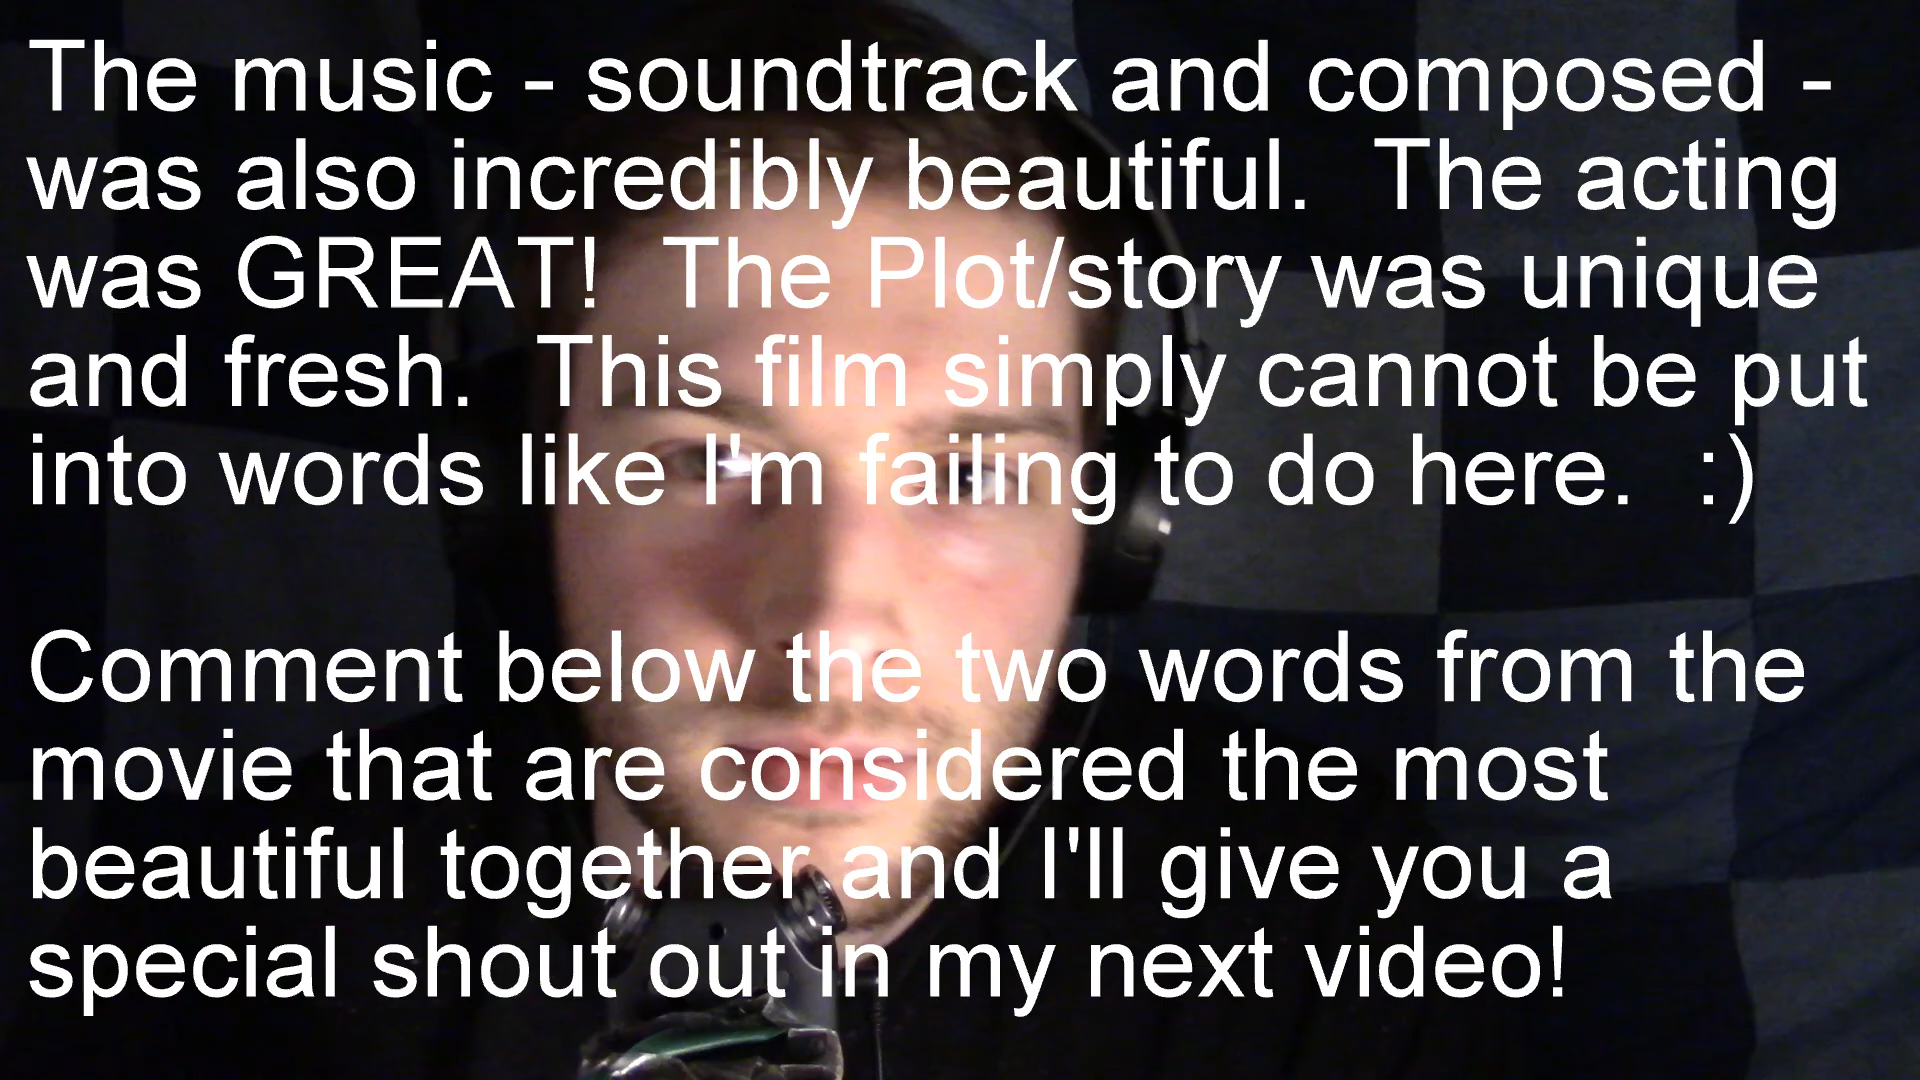 The music - soundtrack and composed -
was also incredibly beautiful.  The acting
was GREAT!  The Plot/story was unique
and fresh.  This film simply cannot be put
into words like I'm failing to do here.  :)
Comment below the two words from the
movie that are considered the most
beautiful together and I'll give you a
special shout out in my next video!